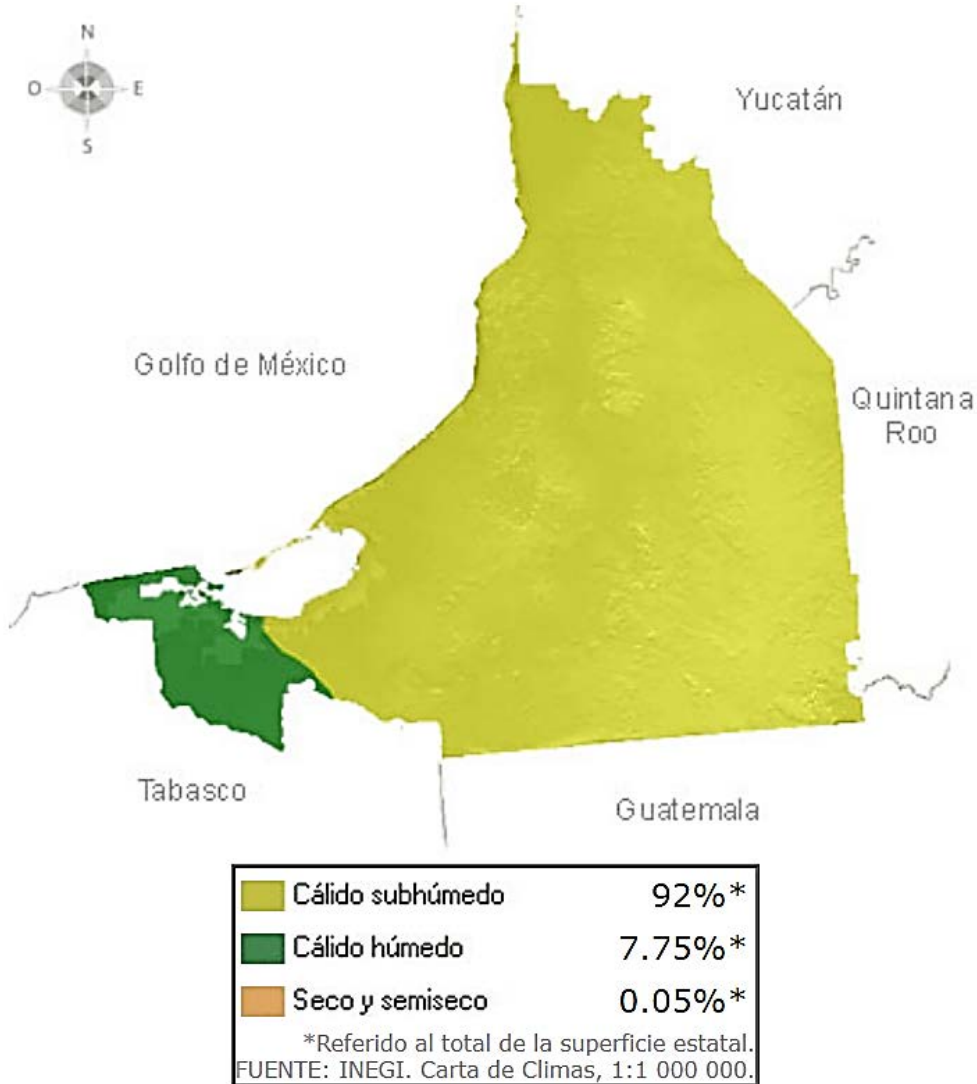 N
O
E
S
Yucatán
Golfo de México
Quintana
Roo
Tabasco
Guatemala
Cálido subhúmedo 92%*
Cálido húmedo 7.75%*
Seco y semiseco 0.05%*
*Referido al total de la superficie estatal.
FUENTE: INEGI. Carta de Climas, 1:1 000 000.